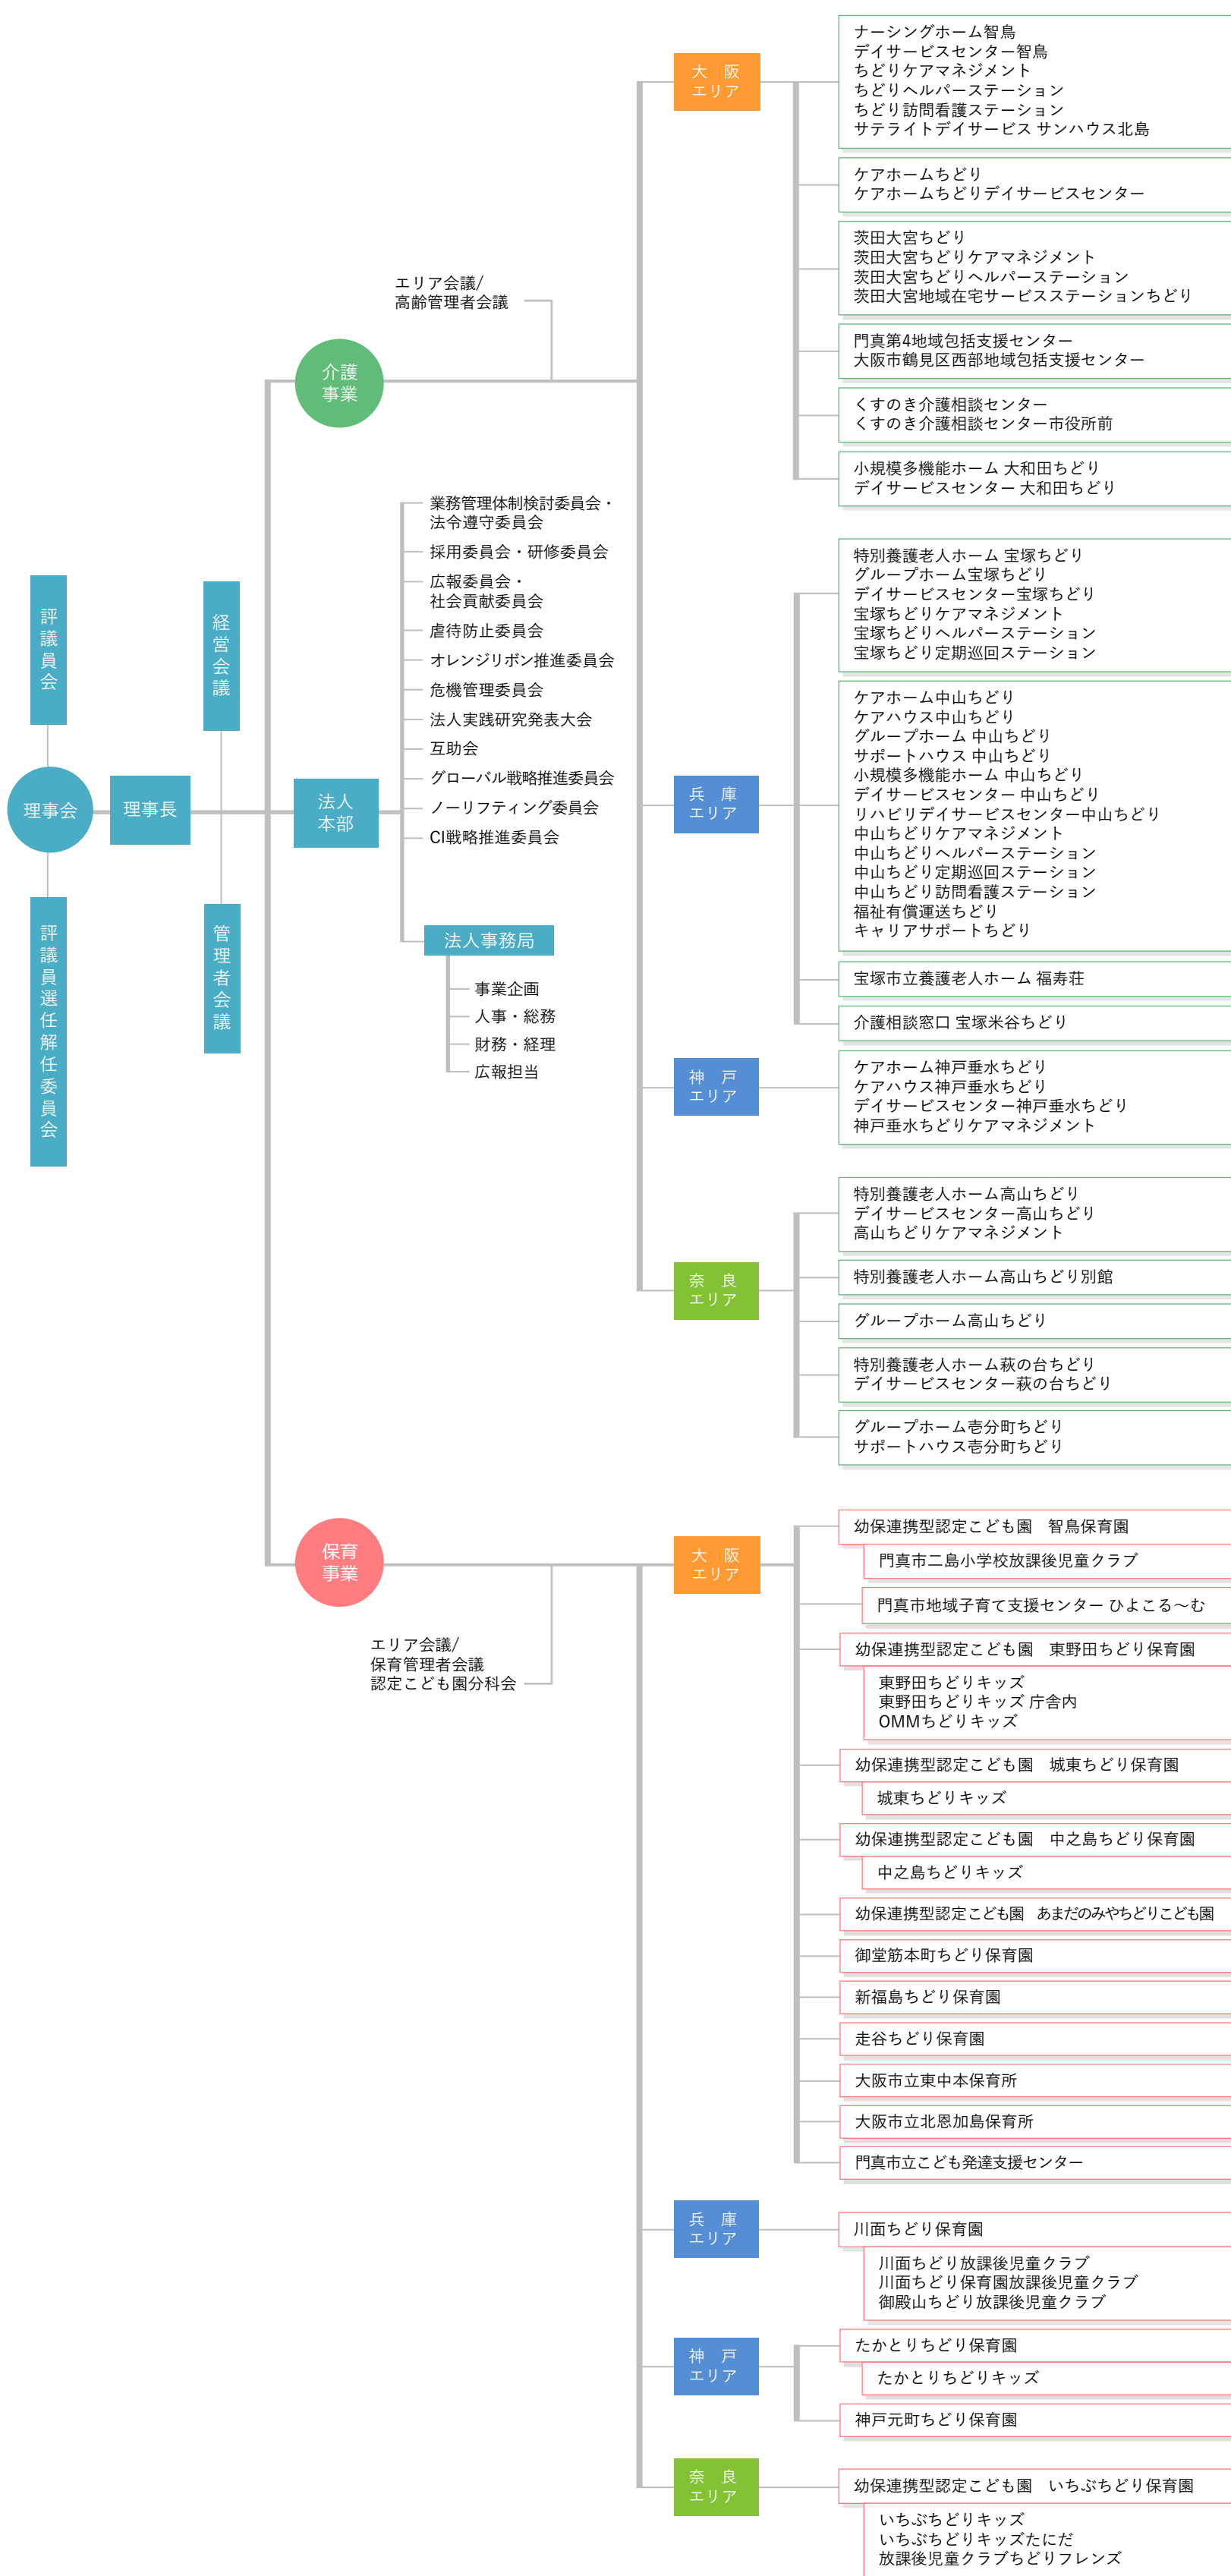 評議員会
理事会
評議員選任解任委員会
理事長
経営会議
管理者会議
介護
事業
エリア会議/
高齢管理者会議
法人
本部
業務管理体制検討委員会・
法令遵守委員会
採用委員会・研修委員会
広報委員会・
社会貢献委員会
虐待防止委員会
オレンジリボン推進委員会
危機管理委員会
法人実践研究発表大会
互助会
グローバル戦略推進委員会
ノーリフティング委員会
CI戦略推進委員会
法人事務局
事業企画
人事・総務
財務・経理
広報担当
大　阪
エリア
ナーシングホーム智鳥
デイサービスセンター智鳥
ちどりケアマネジメント
ちどりヘルパーステーション
ちどり訪問看護ステーション
サテライトデイサービス サンハウス北島
ケアホームちどり
ケアホームちどりデイサービスセンター
茨田大宮ちどり
茨田大宮ちどりケアマネジメント
茨田大宮ちどりヘルパーステーション
茨田大宮地域在宅サービスステーションちどり
門真第4地域包括支援センター
大阪市鶴見区西部地域包括支援センター
くすのき介護相談センター
くすのき介護相談センター市役所前
小規模多機能ホーム 大和田ちどり
デイサービスセンター 大和田ちどり
兵　庫
エリア
特別養護老人ホーム 宝塚ちどり
グループホーム宝塚ちどり
デイサービスセンター宝塚ちどり
宝塚ちどりケアマネジメント
宝塚ちどりヘルパーステーション
宝塚ちどり定期巡回ステーション
ケアホーム中山ちどり
ケアハウス中山ちどり
グループホーム 中山ちどり
サポートハウス 中山ちどり
小規模多機能ホーム 中山ちどり
デイサービスセンター 中山ちどり
リハビリデイサービスセンター中山ちどり
中山ちどりケアマネジメント
中山ちどりヘルパーステーション
中山ちどり定期巡回ステーション
中山ちどり訪問看護ステーション
福祉有償運送ちどり
キャリアサポートちどり
宝塚市立養護老人ホーム 福寿荘
介護相談窓口 宝塚米谷ちどり
神　戸
エリア
ケアホーム神戸垂水ちどり
ケアハウス神戸垂水ちどり
デイサービスセンター神戸垂水ちどり
神戸垂水ちどりケアマネジメント
奈　良
エリア
特別養護老人ホーム高山ちどり
デイサービスセンター高山ちどり
高山ちどりケアマネジメント
特別養護老人ホーム高山ちどり別館
グループホーム高山ちどり
特別養護老人ホーム萩の台ちどり
デイサービスセンター萩の台ちどり
グループホーム壱分町ちどり
サポートハウス壱分町ちどり
保育
事業
エリア会議/
保育管理者会議
認定こども園分科会
大　阪
エリア
幼保連携型認定こども園　智鳥保育園
門真市二島小学校放課後児童クラブ
門真市地域子育て支援センター ひよこる〜む
幼保連携型認定こども園　東野田ちどり保育園
東野田ちどりキッズ
東野田ちどりキッズ 庁舎内
OMMちどりキッズ
幼保連携型認定こども園　城東ちどり保育園
城東ちどりキッズ
幼保連携型認定こども園　中之島ちどり保育園
中之島ちどりキッズ
幼保連携型認定こども園　あまだのみやちどりこども園
御堂筋本町ちどり保育園
新福島ちどり保育園
走谷ちどり保育園
大阪市立東中本保育所
大阪市立北恩加島保育所
門真市立こども発達支援センター
兵　庫
エリア
川面ちどり保育園
川面ちどり放課後児童クラブ
川面ちどり保育園放課後児童クラブ
御殿山ちどり放課後児童クラブ
神　戸
エリア
たかとりちどり保育園
たかとりちどりキッズ
神戸元町ちどり保育園
奈　良
エリア
幼保連携型認定こども園　いちぶちどり保育園
いちぶちどりキッズ
いちぶちどりキッズたにだ
放課後児童クラブちどりフレンズ